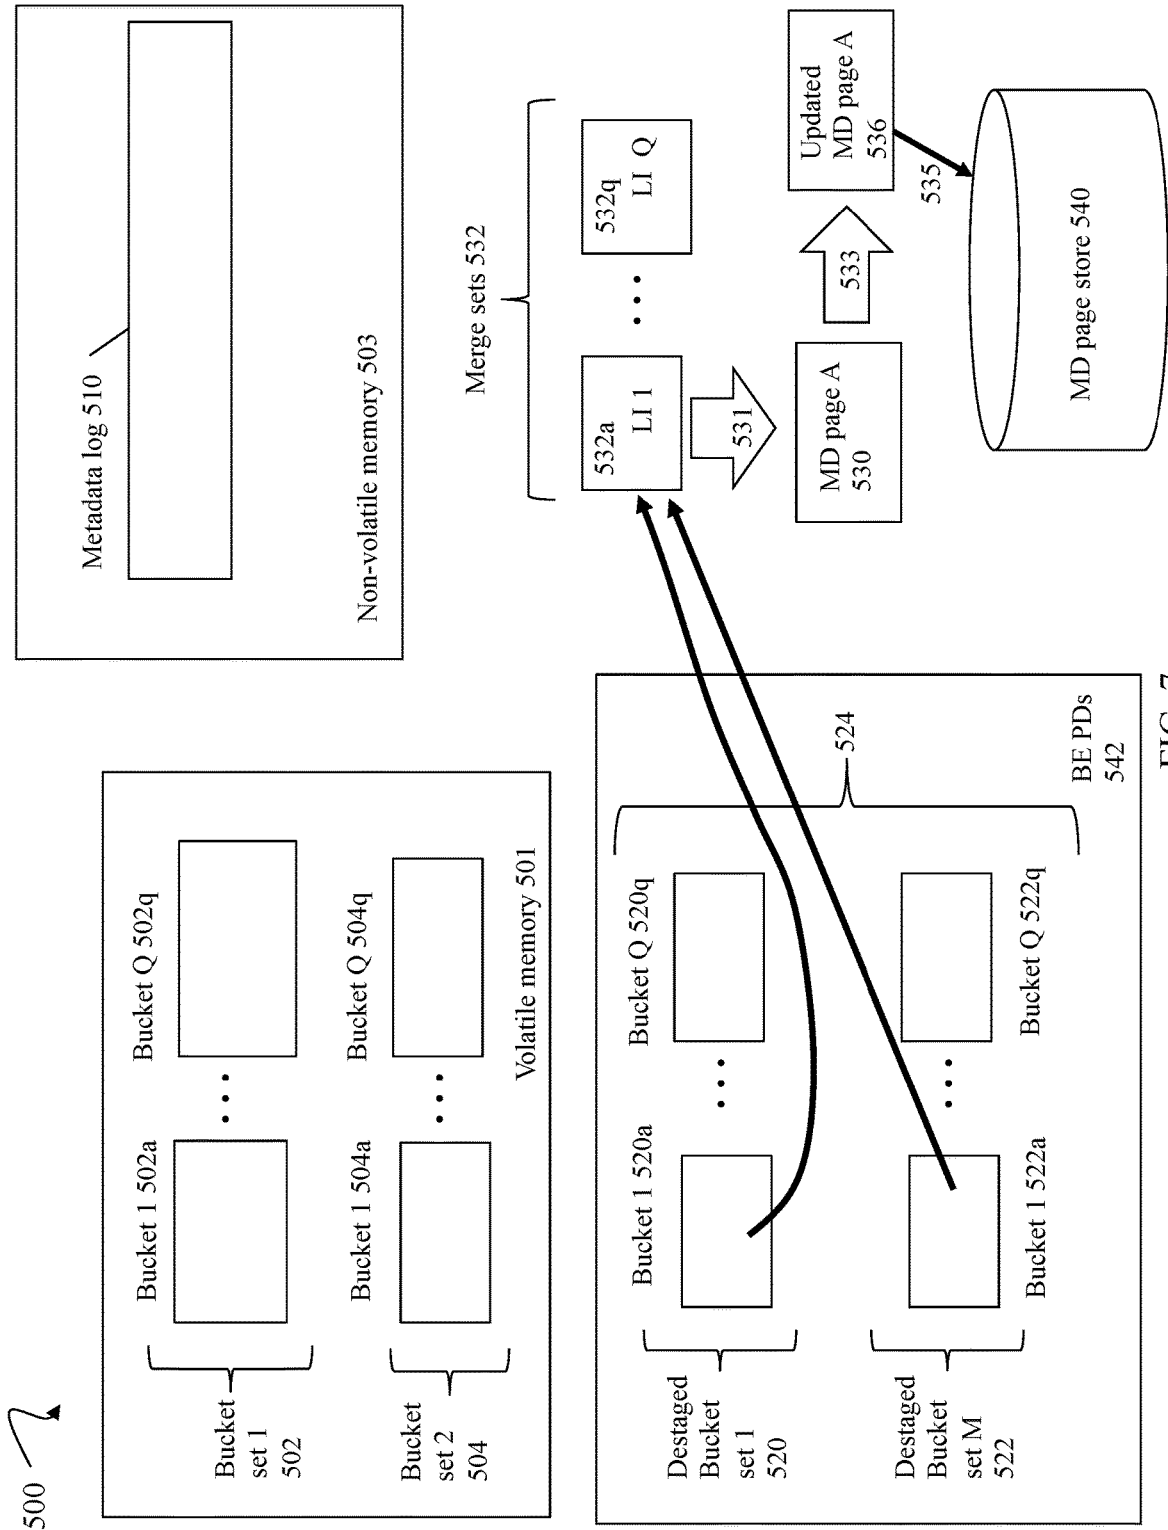 500
Metadata log 510
Non-volatile memory 503
Bucket 1 502a
Bucket Q 502q
Bucket
set 1
502
Bucket 1 504a
Bucket Q 504q
Bucket
set 2
504
Volatile memory 501
Merge sets 532
532a
LI 1
532q
LI Q
531
MD page A
530
533
Updated
MD page A
536
535
MD page store 540
Bucket 1 520a
Bucket Q 520q
Destaged
Bucket
set 1
520
524
Destaged
Bucket
set M
522
Bucket 1 522a
Bucket Q 522q
BE PDs
542
FIG. 7